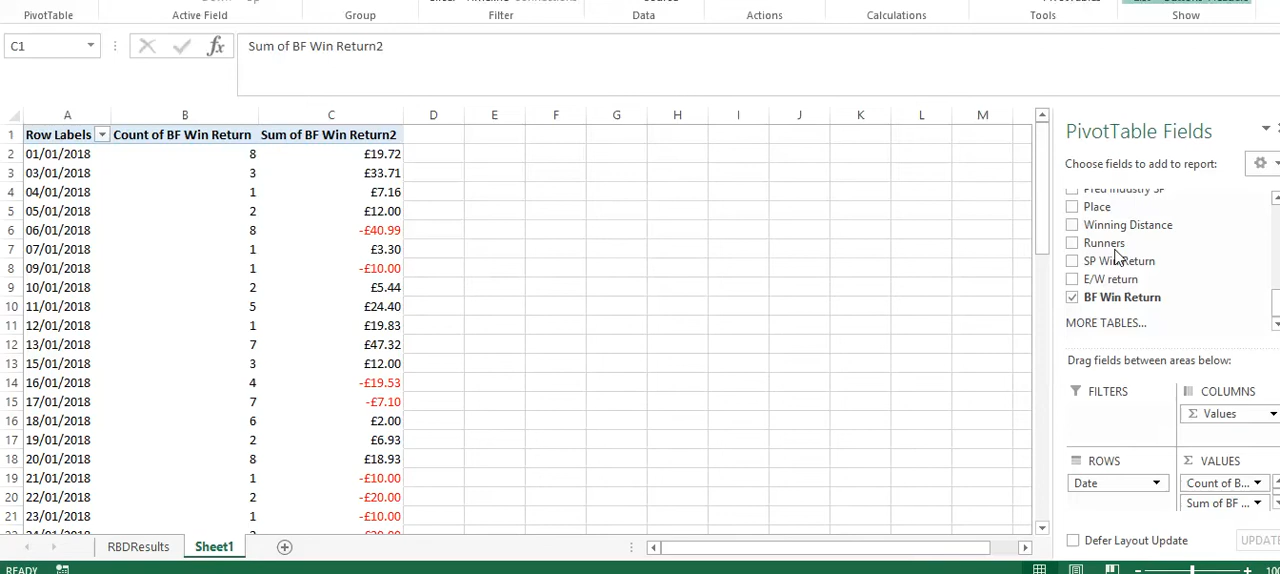 PivotTable Active Field Group Filter Data Actions Calculations Tools Show
C1 fx Sum of BF Win Return2
A B C D E F G H I J K L M
1 Row Labels Count of BF Win Return Sum of BF Win Return2
2 01/01/2018 8 £19.72
3 03/01/2018 3 £33.71
4 04/01/2018 1 £7.16
5 05/01/2018 2 £12.00
6 06/01/2018 8 -£40.99
7 07/01/2018 1 £3.30
8 09/01/2018 1 -£10.00
9 10/01/2018 2 £5.44
10 11/01/2018 5 £24.40
11 12/01/2018 1 £19.83
12 13/01/2018 7 £47.32
13 15/01/2018 3 £12.00
14 16/01/2018 4 -£19.53
15 17/01/2018 7 -£7.10
16 18/01/2018 6 £2.00
17 19/01/2018 2 £6.93
18 20/01/2018 8 £18.93
19 21/01/2018 1 -£10.00
20 22/01/2018 2 -£20.00
21 23/01/2018 1 -£10.00
PivotTable Fields
Choose fields to add to report:
Pred Industry SP
Place
Winning Distance
Runners
SP Win Return
E/W return
BF Win Return
MORE TABLES...
Drag fields between areas below:
FILTERS COLUMNS
Σ Values
ROWS Σ VALUES
Date Count of B...
Sum of BF ...
Defer Layout Update UPDATE
RBDResults Sheet1
READY